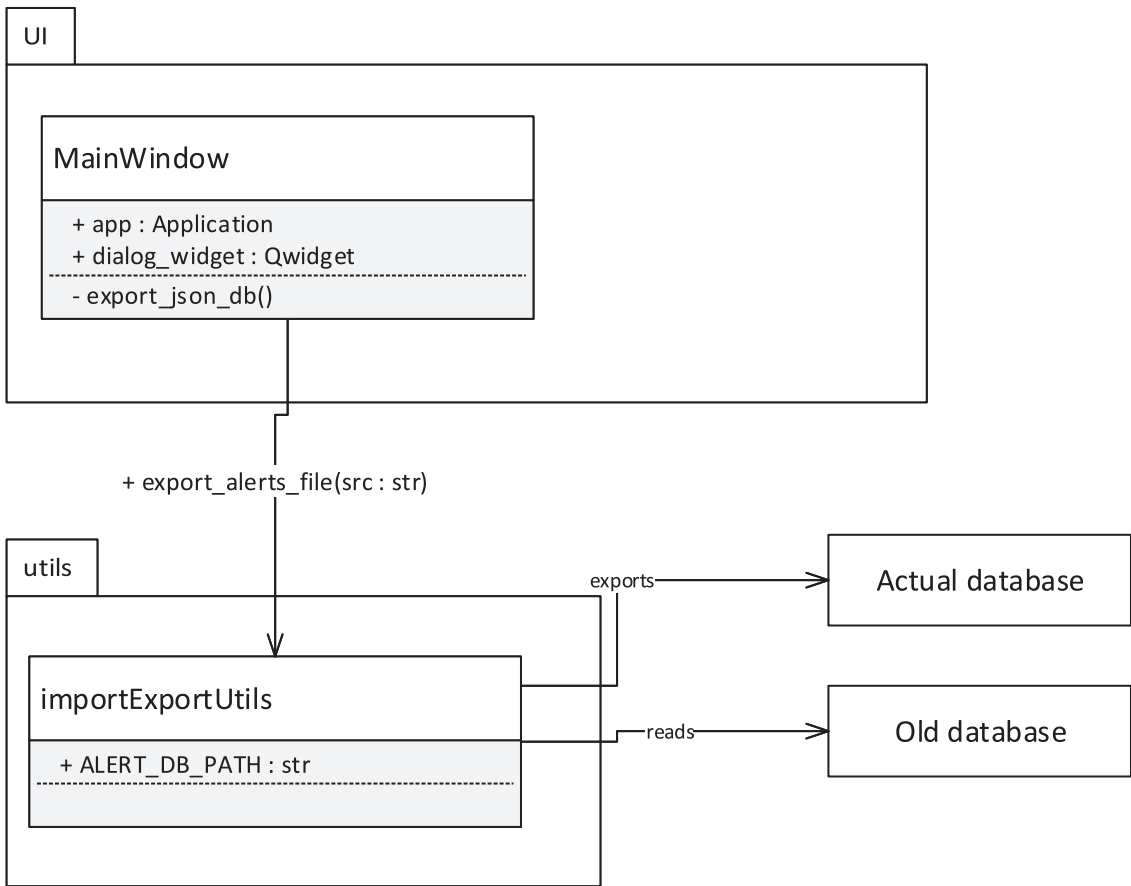 UI
MainWindow
+ app : Application
+ dialog_widget : Qwidget
- export_json_db()
+ export_alerts_file(src : str)
utils
exports
Actual database
importExportUtils
reads
Old database
+ ALERT_DB_PATH : str